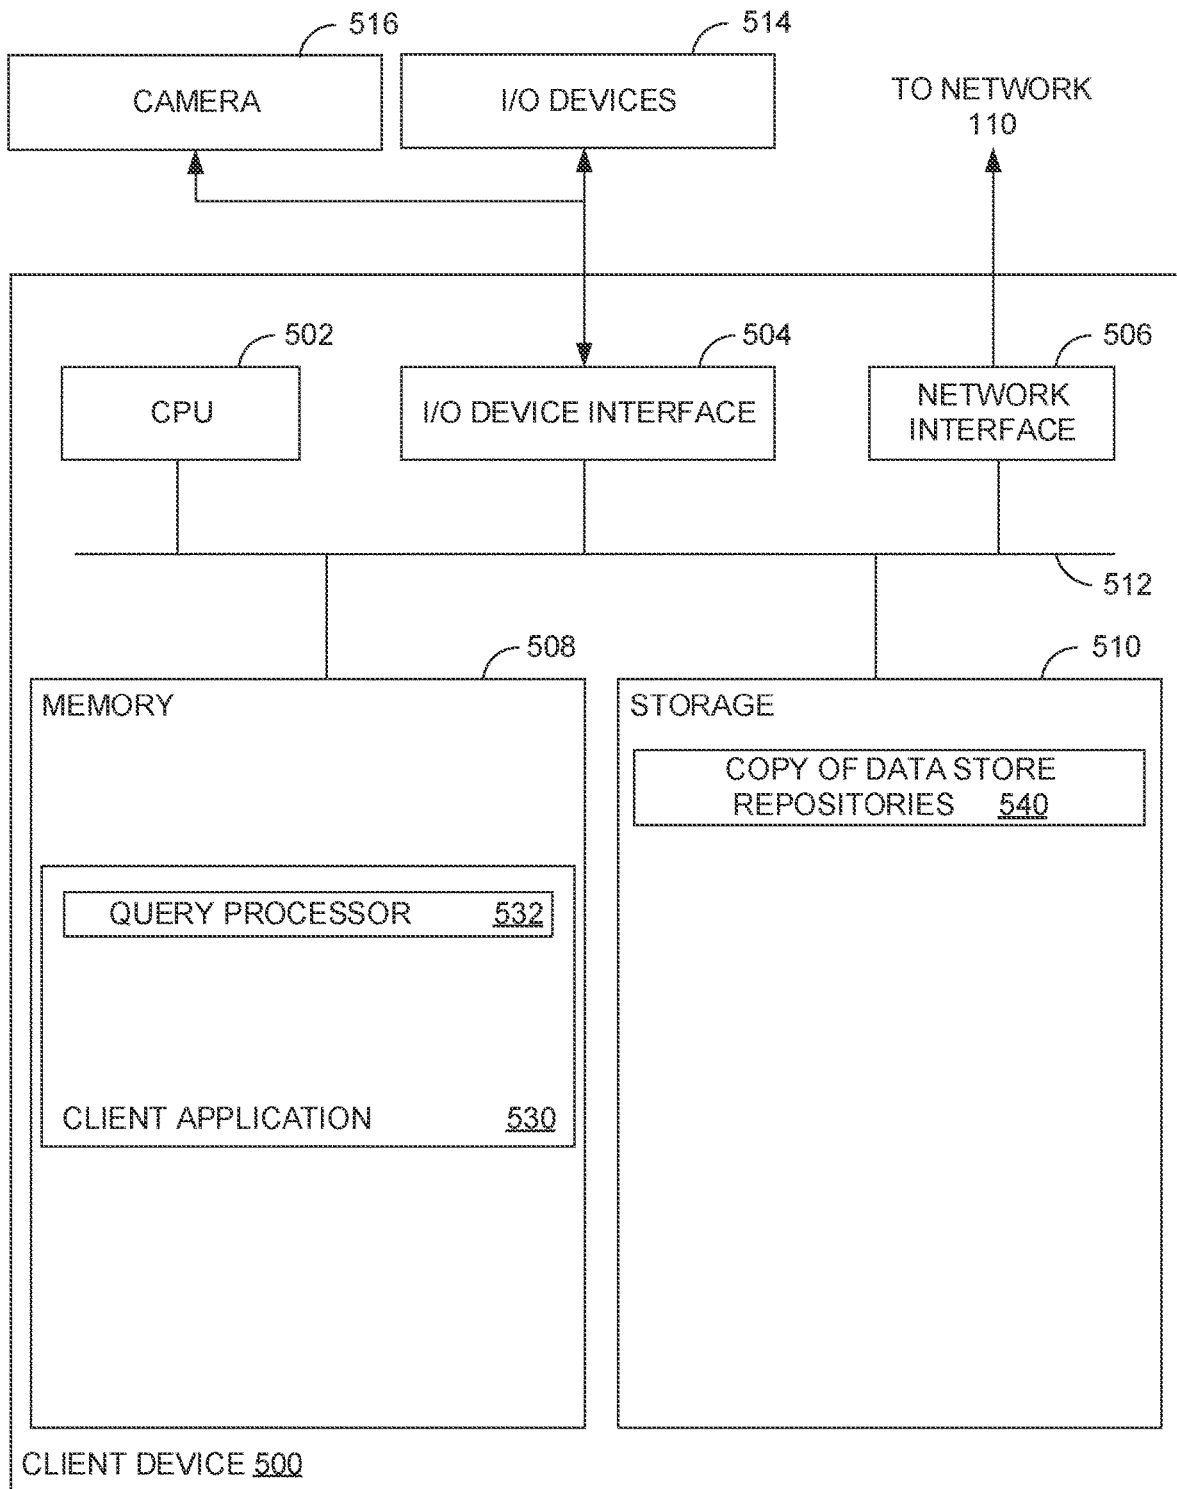 516
514
CAMERA
I/O DEVICES
TO NETWORK
110
502
504
506
CPU
I/O DEVICE INTERFACE
NETWORK
INTERFACE
512
508
510
MEMORY
STORAGE
COPY OF DATA STORE
REPOSITORIES 540
QUERY PROCESSOR 532
CLIENT APPLICATION 530
CLIENT DEVICE 500